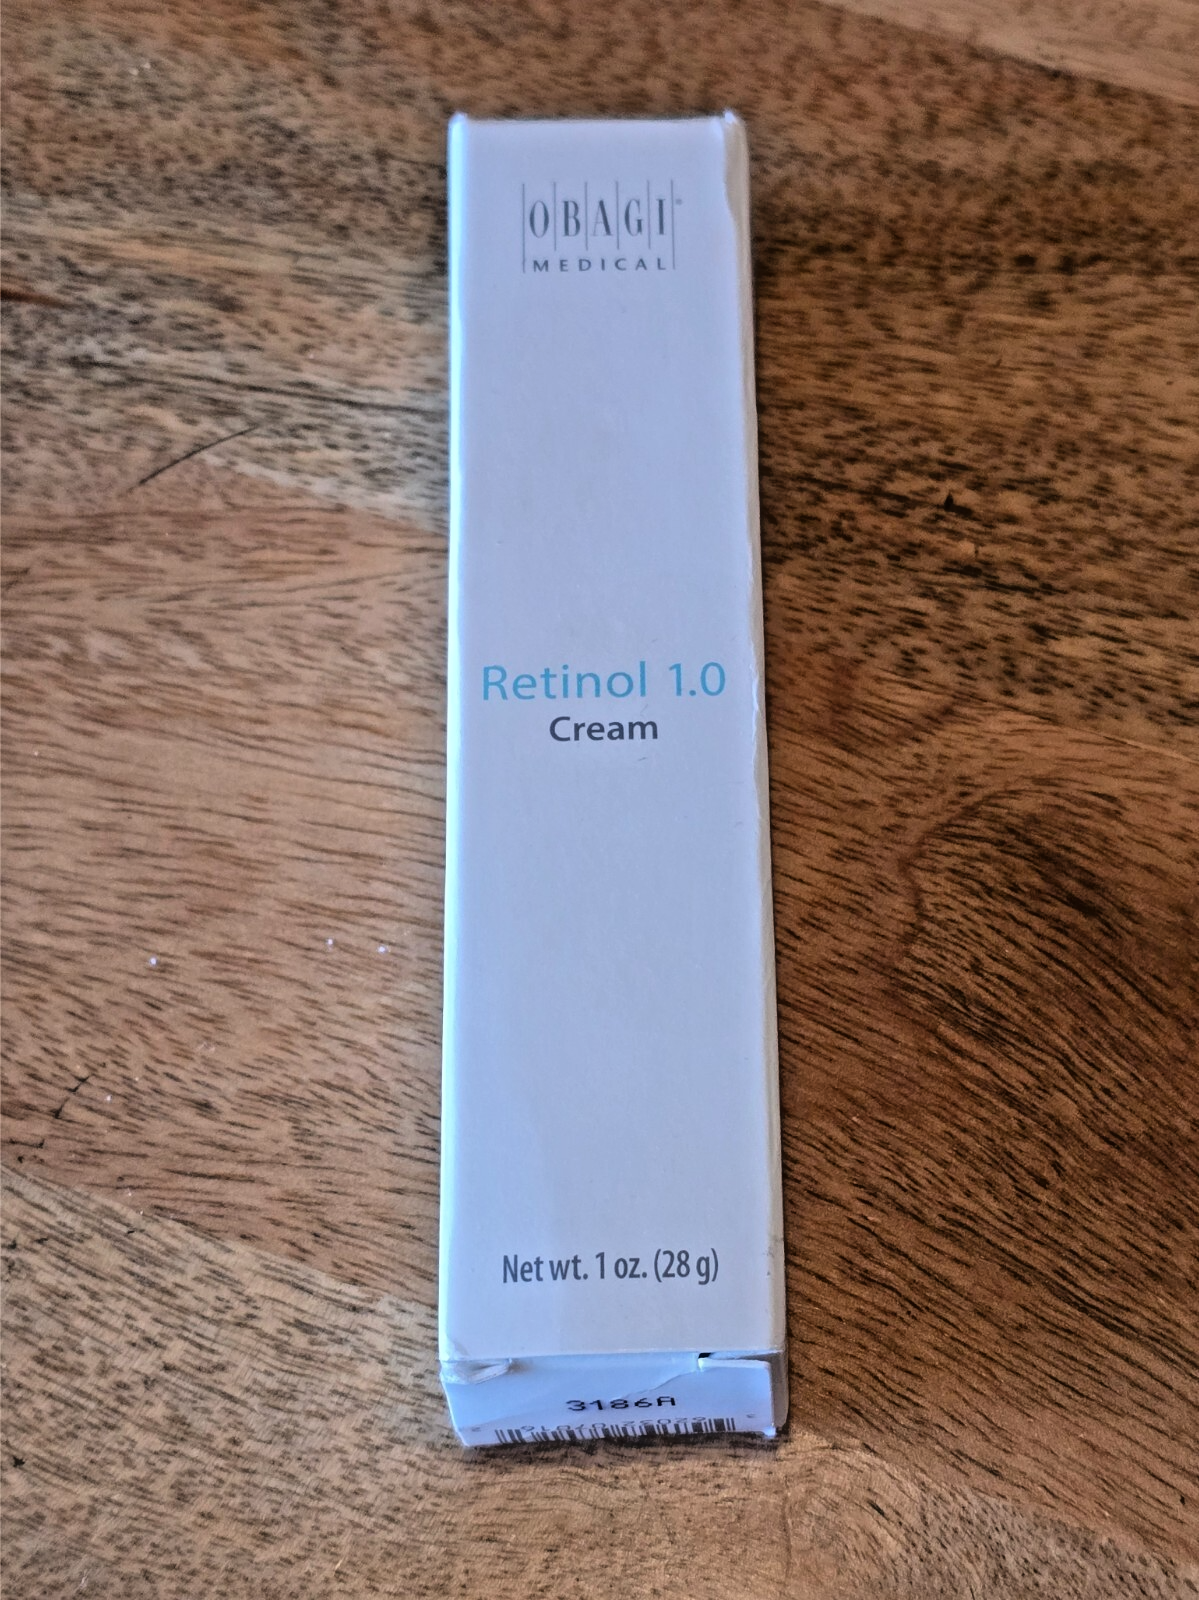 OBAGI®
MEDICAL
Retinol 1.0
Cream
Net wt. 1 oz. (28 g)
3186A